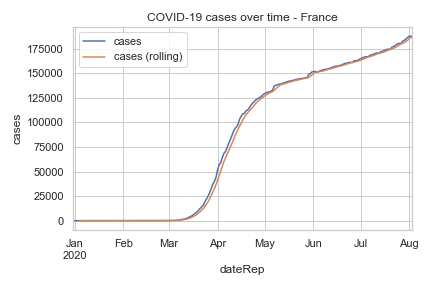 COVID-19 cases over time - France
cases
cases (rolling)
175000
150000
125000
100000
75000
50000
25000
0
cases
Jan Feb Mar Apr May Jun Jul Aug
2020
dateRep